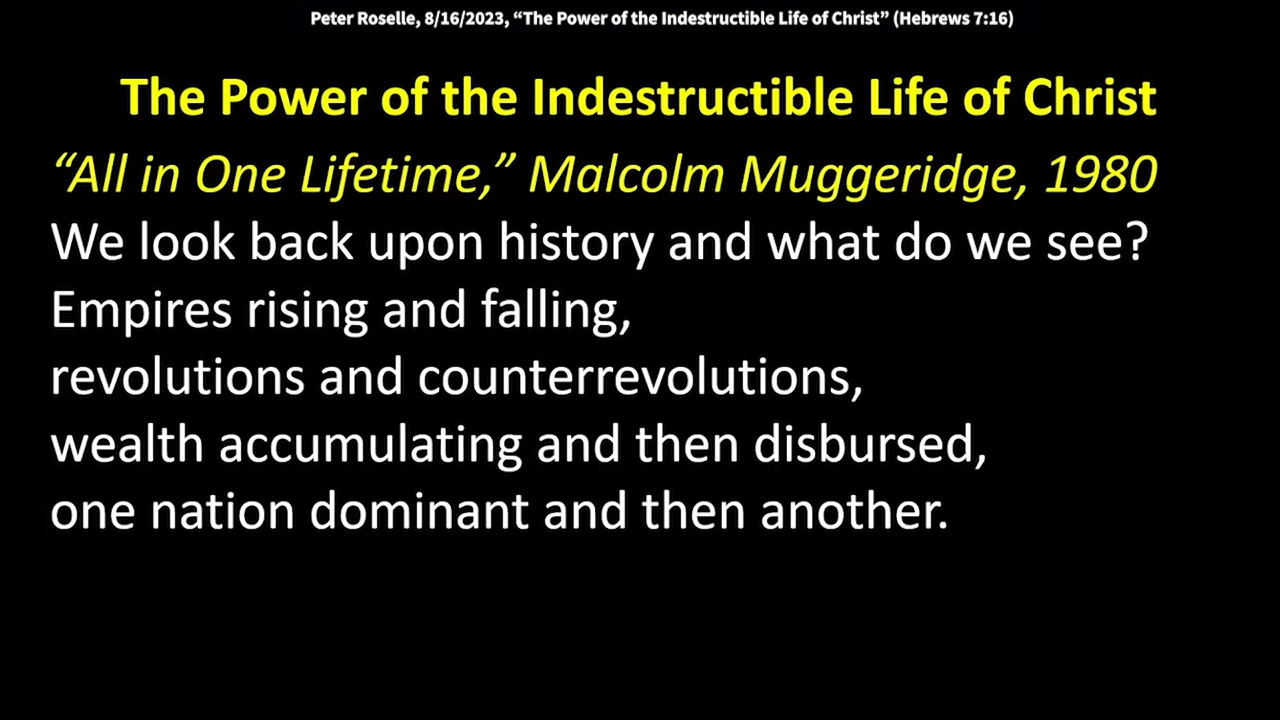 Peter Roselle, 8/16/2023, “The Power of the Indestructible Life of Christ” (Hebrews 7:16)
The Power of the Indestructible Life of Christ
“All in One Lifetime,” Malcolm Muggeridge, 1980
We look back upon history and what do we see?
Empires rising and falling,
revolutions and counterrevolutions,
wealth accumulating and then disbursed,
one nation dominant and then another.